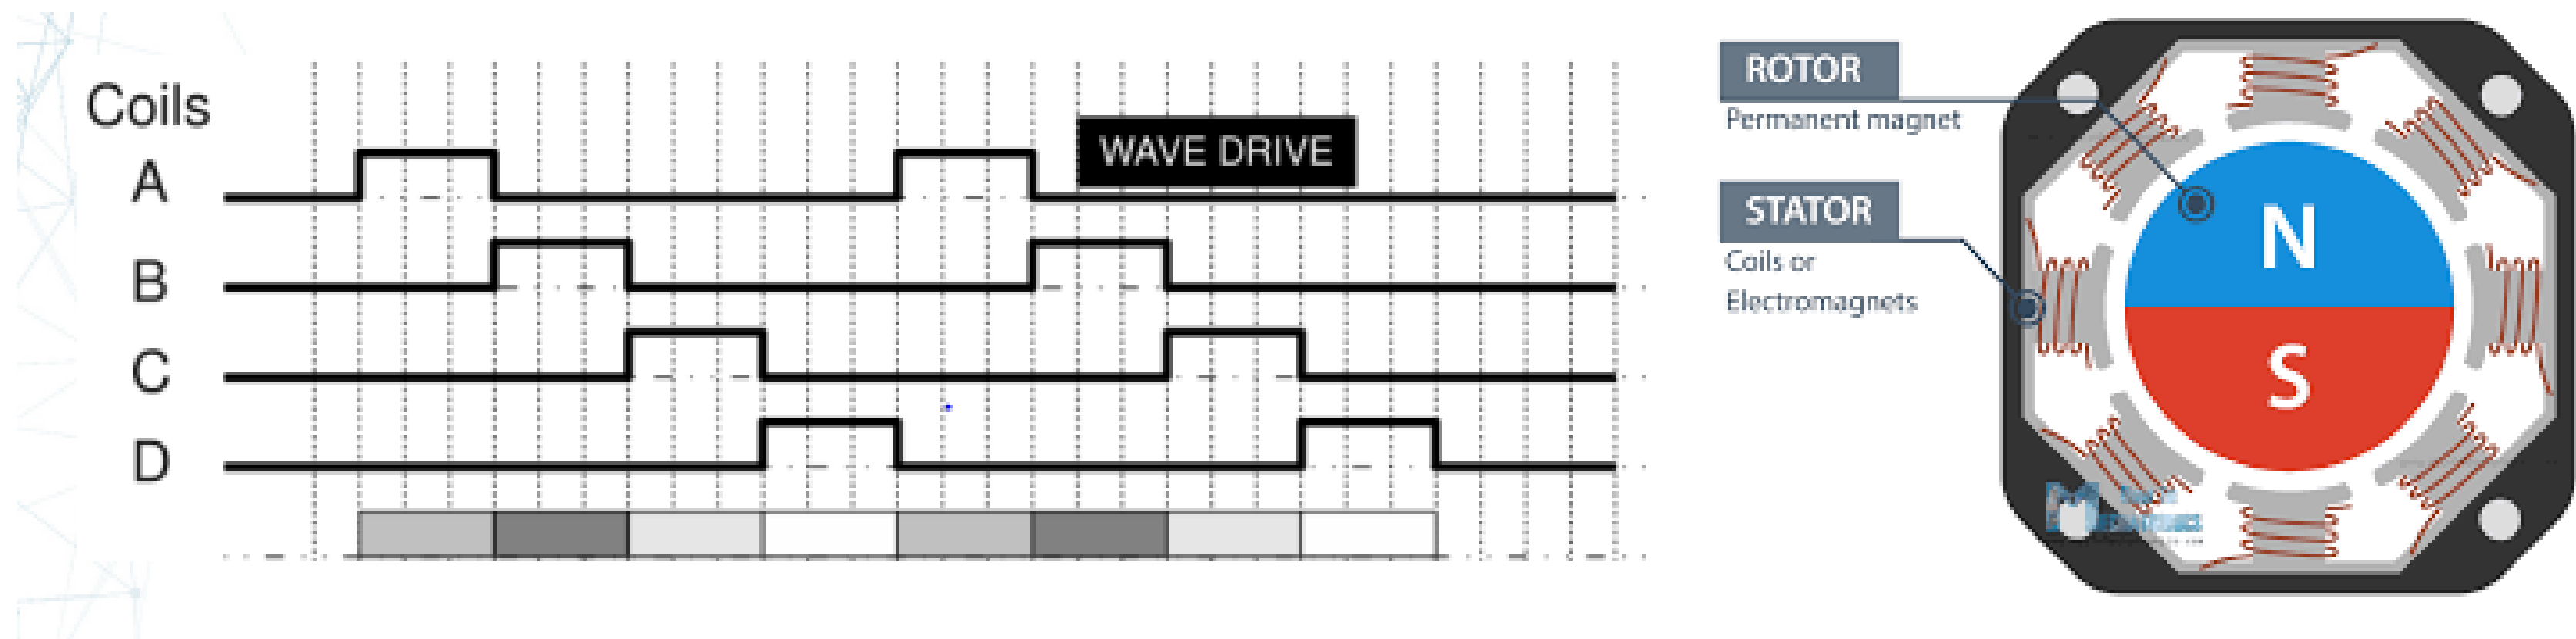 Coils
A
B
C
D
WAVE DRIVE
ROTOR
Permanent magnet
STATOR
Coils or
Electromagnets
N
S